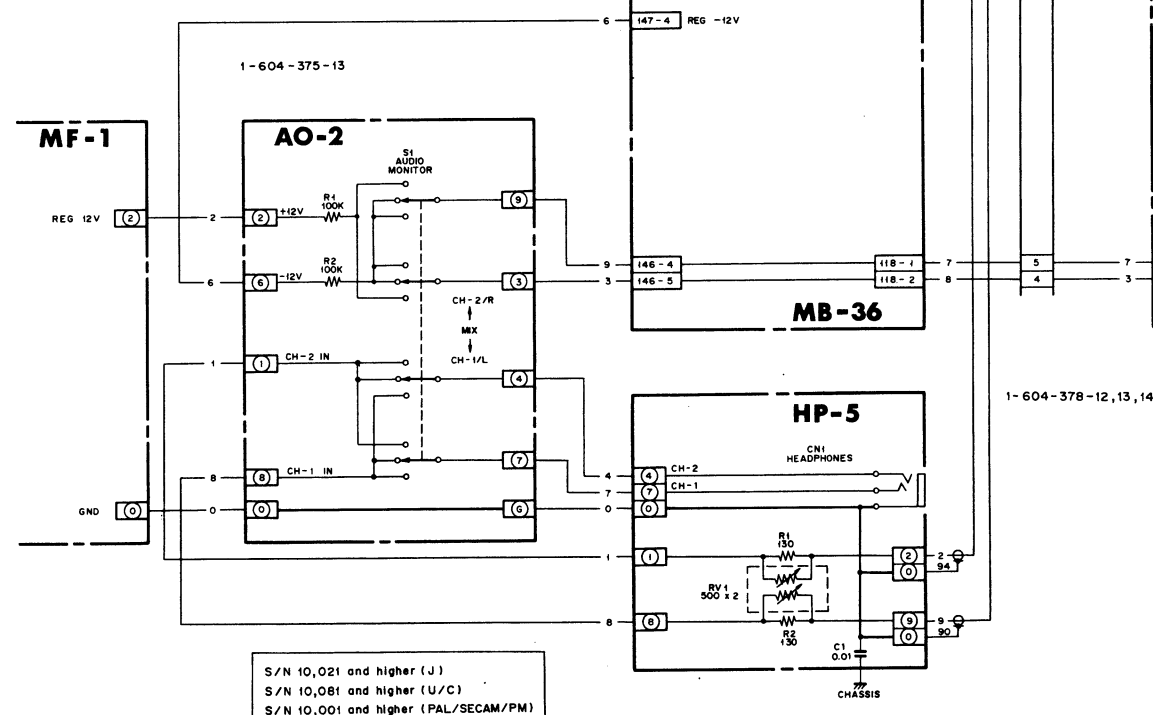 6 147-4 REG -12V
1-604-375-13
MF-1
AO-2
S1
AUDIO
MONITOR
R1
100K
REG 12V 2 2 2 +12V 9
R2
100K
6 6 -12V 3
9 146-4 118-1 7 5 7
3 146-5 118-2 8 4 3
CH-2/R
MIX
CH-1/L
MB-36
1 1 CH-2 IN 4
1-604-378-12,13,14
HP-5
CN1
HEADPHONES
7
8 8 CH-1 IN
4 4 CH-2
7 7 CH-1
0 0
GND 0 0 0 G
R1
130
1 1 2 2
0 94
RV1
500 x 2
8 8 9 9
R2
130
0 90
C1
0.01
CHASSIS
S/N 10,021 and higher (J)
S/N 10,081 and higher (U/C)
S/N 10,001 and higher (PAL/SECAM/PM)